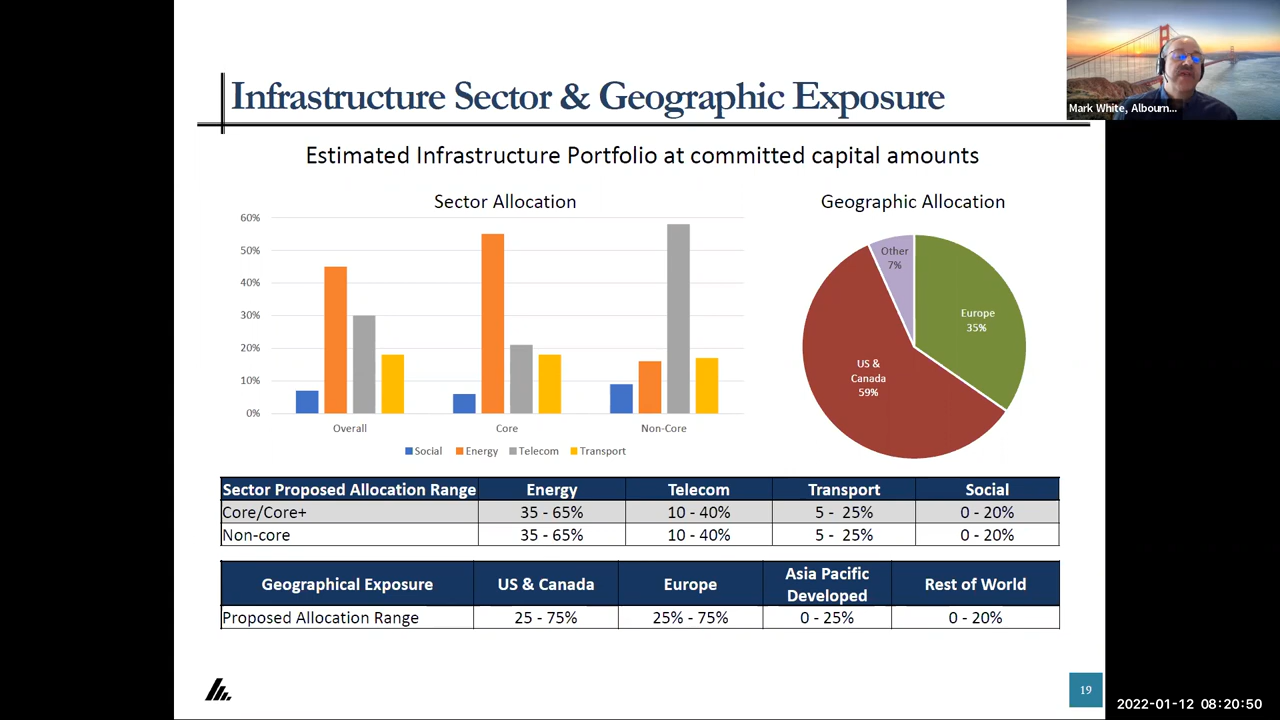 Infrastructure Sector & Geographic Exposure
Mark White, Albourn...
Estimated Infrastructure Portfolio at committed capital amounts
Sector Allocation
60%
50%
40%
30%
20%
10%
0%
Overall Core Non-Core
Social Energy Telecom Transport
Geographic Allocation
Other
7%
Europe
35%
US &
Canada
59%
Sector Proposed Allocation Range Energy Telecom Transport Social
Core/Core+ 35 - 65% 10 - 40% 5 - 25% 0 - 20%
Non-core 35 - 65% 10 - 40% 5 - 25% 0 - 20%
Geographical Exposure US & Canada Europe Asia Pacific Developed Rest of World
Proposed Allocation Range 25 - 75% 25% - 75% 0 - 25% 0 - 20%
19
2022-01-12 08:20:50